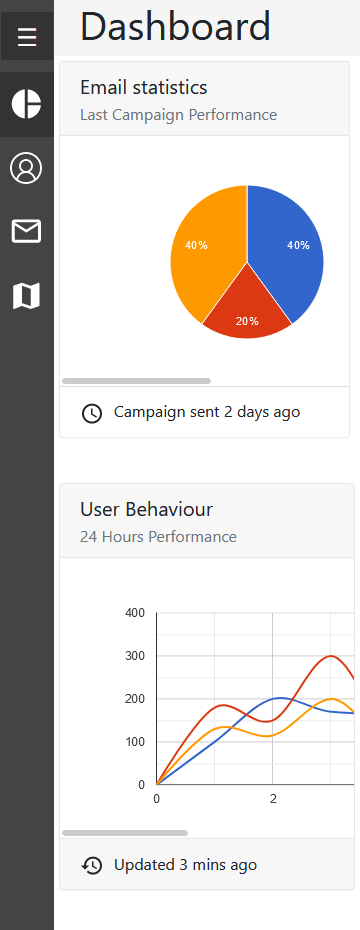 Dashboard
Email statistics
Last Campaign Performance
40%
40%
20%
Campaign sent 2 days ago
User Behaviour
24 Hours Performance
400
300
200
100
0
0
2
Updated 3 mins ago